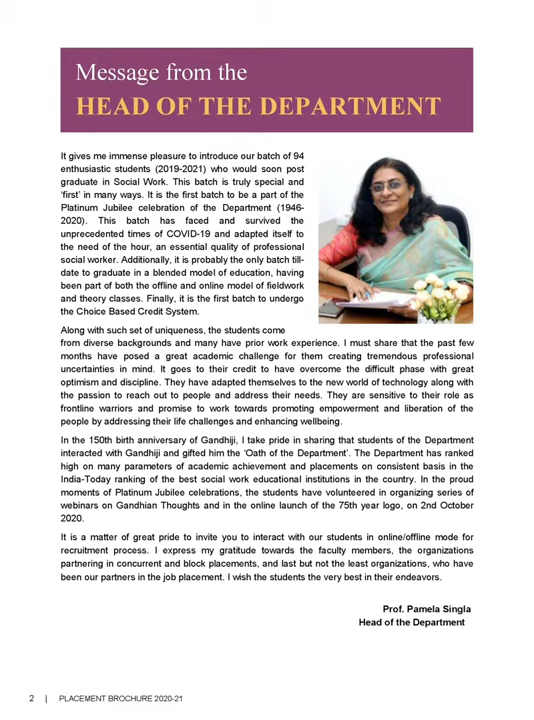 Message from the
HEAD OF THE DEPARTMENT
It gives me immense pleasure to introduce our batch of 94
enthusiastic students (2019-2021) who would soon post
graduate in Social Work. This batch is truly special and
‘first’ in many ways. It is the first batch to be a part of the
Platinum Jubilee celebration of the Department (1946-
2020). This batch has faced and survived the
unprecedented times of COVID-19 and adapted itself to
the need of the hour, an essential quality of professional
social worker. Additionally, it is probably the only batch till-
date to graduate in a blended model of education, having
been part of both the offline and online model of fieldwork
and theory classes. Finally, it is the first batch to undergo
the Choice Based Credit System.
Along with such set of uniqueness, the students come
from diverse backgrounds and many have prior work experience. I must share that the past few
months have posed a great academic challenge for them creating tremendous professional
uncertainties in mind. It goes to their credit to have overcome the difficult phase with great
optimism and discipline. They have adapted themselves to the new world of technology along with
the passion to reach out to people and address their needs. They are sensitive to their role as
frontline warriors and promise to work towards promoting empowerment and liberation of the
people by addressing their life challenges and enhancing wellbeing.
In the 150th birth anniversary of Gandhiji, I take pride in sharing that students of the Department
interacted with Gandhiji and gifted him the ‘Oath of the Department’. The Department has ranked
high on many parameters of academic achievement and placements on consistent basis in the
India-Today ranking of the best social work educational institutions in the country. In the proud
moments of Platinum Jubilee celebrations, the students have volunteered in organizing series of
webinars on Gandhian Thoughts and in the online launch of the 75th year logo, on 2nd October
2020.
It is a matter of great pride to invite you to interact with our students in online/offline mode for
recruitment process. I express my gratitude towards the faculty members, the organizations
partnering in concurrent and block placements, and last but not the least organizations, who have
been our partners in the job placement. I wish the students the very best in their endeavors.
Prof. Pamela Singla
Head of the Department
2 | PLACEMENT BROCHURE 2020-21